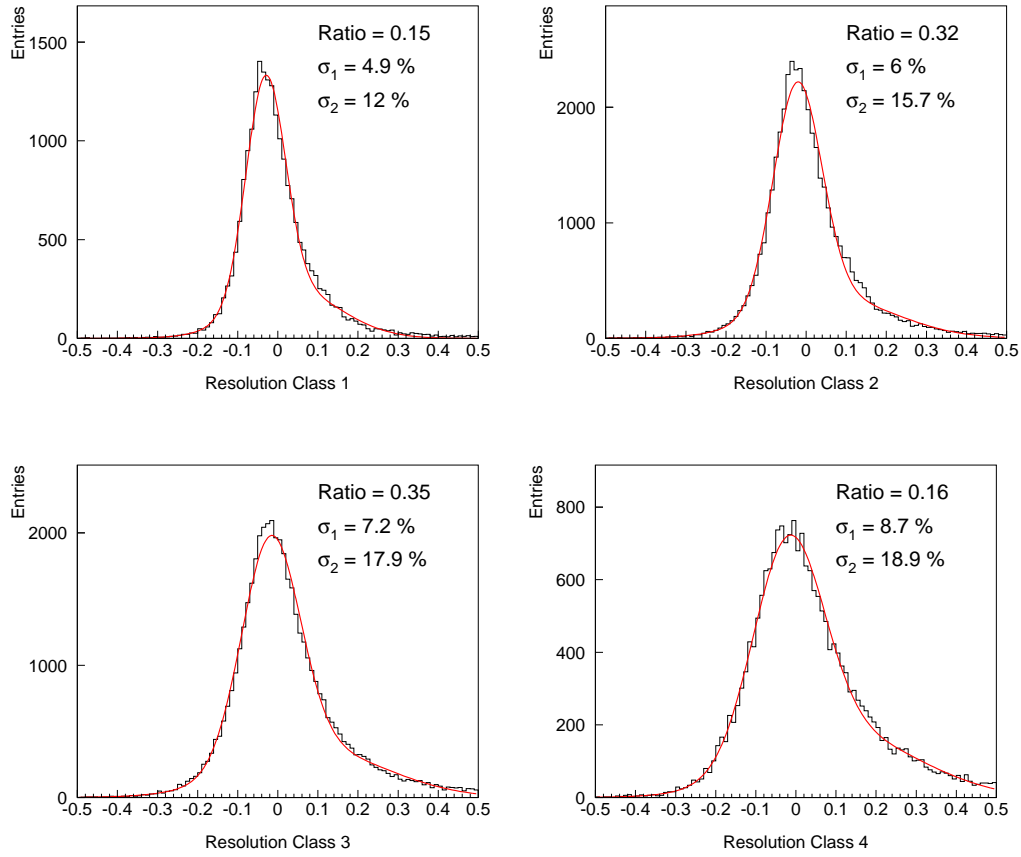 Entries
Ratio = 0.15
σ1 = 4.9 %
σ2 = 12 %
1500
1000
500
0
-0.5 -0.4 -0.3 -0.2 -0.1 0 0.1 0.2 0.3 0.4 0.5
Resolution Class 1
Entries
Ratio = 0.32
σ1 = 6 %
σ2 = 15.7 %
2000
1000
0
-0.5 -0.4 -0.3 -0.2 -0.1 0 0.1 0.2 0.3 0.4 0.5
Resolution Class 2
Entries
Ratio = 0.35
σ1 = 7.2 %
σ2 = 17.9 %
2000
1000
0
-0.5 -0.4 -0.3 -0.2 -0.1 0 0.1 0.2 0.3 0.4 0.5
Resolution Class 3
Entries
Ratio = 0.16
σ1 = 8.7 %
σ2 = 18.9 %
800
600
400
200
0
-0.5 -0.4 -0.3 -0.2 -0.1 0 0.1 0.2 0.3 0.4 0.5
Resolution Class 4